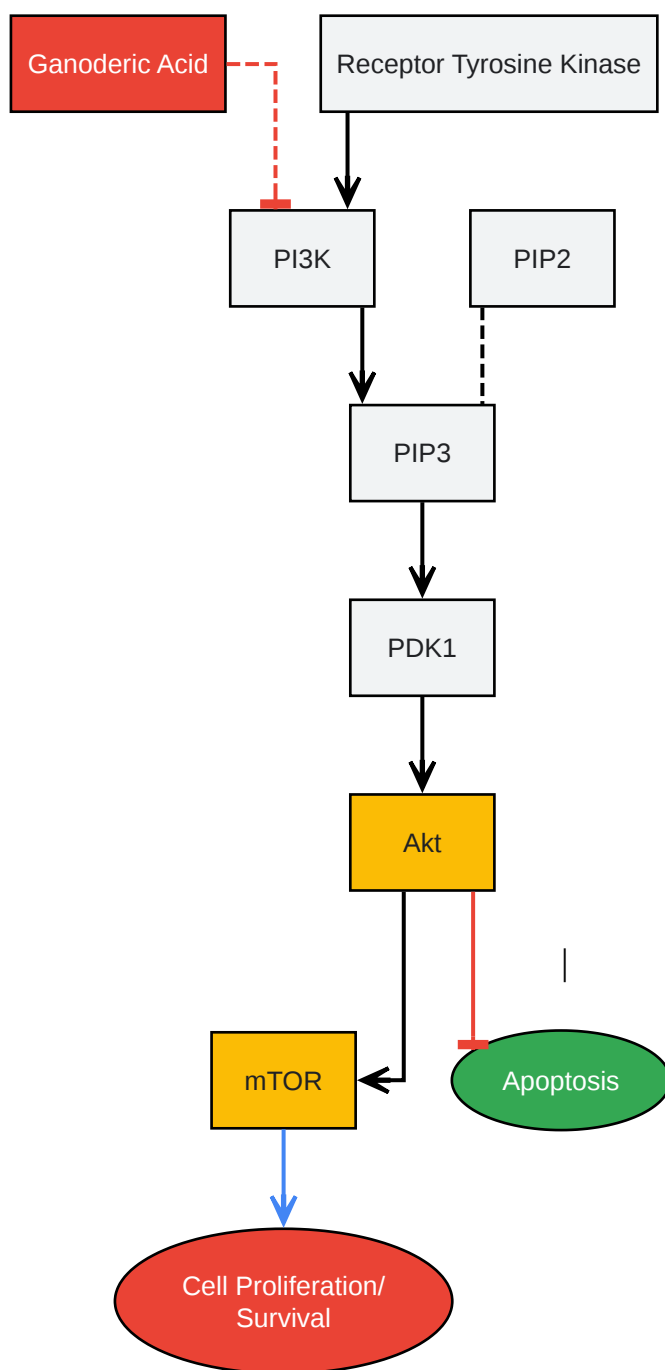 Ganoderic Acid
Receptor Tyrosine Kinase
PI3K
PIP2
PIP3
PDK1
Akt
|
mTOR
Apoptosis
Cell Proliferation/
Survival